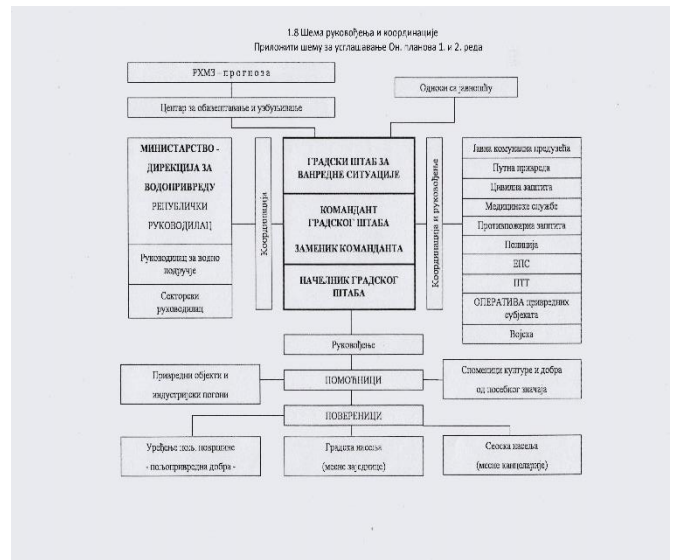 1.8 Шема руковођења и координације
Приложити шему за усглашавање Оп. планова 1. и 2. реда
РХМЗ - прогноза
Односи са јавношћу
Центар за обавештавање и узбуњивање
МИНИСТАРСТВО -
ДИРЕКЦИЈА ЗА
ВОДОПРИВРЕДУ
РЕПУБЛИЧКИ
РУКОВОДИЛАЦ
Руководилац за водно
подручје
Секторски
руководилац
Координација
ГРАДСКИ ШТАБ ЗА
ВАНРЕДНЕ СИТУАЦИЈЕ
КОМАНДАНТ
ГРАДСКОГ ШТАБА
ЗАМЕНИК КОМАНДАНТА
НАЧЕЛНИК ГРАДСКОГ
ШТАБА
Координација и руковођење
Јавна комунална предузећа
Путна привреда
Цивилна заштита
Медицинске службе
Противпожарна заштита
Полиција
ЕПС
ПТТ
ОПЕРАТИВА привредних
субјеката
Војска
Руковођење
Привредни објекти и
индустријски погони
ПОМОЋНИЦИ
Споменици културе и добра
од посебног значаја
ПОВЕРЕНИЦИ
Уређење пољ. површине
- пољопривредна добра -
Градска насеља
(месне заједнице)
Сеоска насеља
(месне канцеларије)